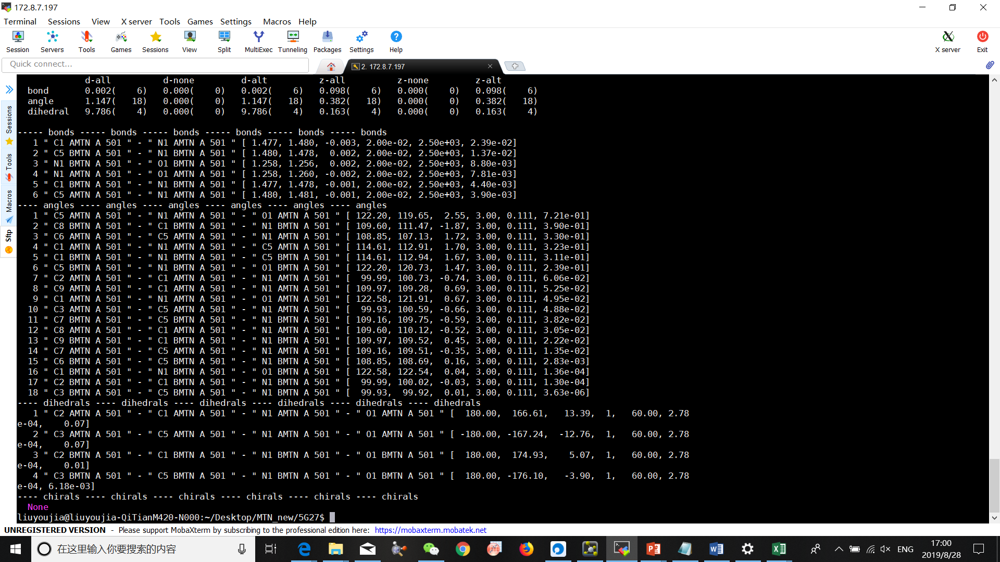 172.8.7.197
Terminal Sessions View X server Tools Games Settings Macros Help
Session Servers Tools Games Sessions View Split MultiExec Tunneling Packages Settings Help X server Exit
Quick connect...
2. 172.8.7.197
Sessions
Tools
Macros
Sftp
d-all d-none d-alt z-all z-none z-alt
bond 0.002( 6) 0.000( 0) 0.002( 6) 0.098( 6) 0.000( 0) 0.098( 6)
angle 1.147( 18) 0.000( 0) 1.147( 18) 0.382( 18) 0.000( 0) 0.382( 18)
dihedral 9.786( 4) 0.000( 0) 9.786( 4) 0.163( 4) 0.000( 0) 0.163( 4)
----- bonds ----- bonds ----- bonds ----- bonds ----- bonds ----- bonds
1 " C1 AMTN A 501 " - " N1 AMTN A 501 " [ 1.477, 1.480, -0.003, 2.00e-02, 2.50e+03, 2.39e-02]
2 " C5 BMTN A 501 " - " N1 BMTN A 501 " [ 1.480, 1.478, 0.002, 2.00e-02, 2.50e+03, 1.37e-02]
3 " N1 BMTN A 501 " - " O1 BMTN A 501 " [ 1.258, 1.256, 0.002, 2.00e-02, 2.50e+03, 8.80e-03]
4 " N1 AMTN A 501 " - " O1 AMTN A 501 " [ 1.258, 1.260, -0.002, 2.00e-02, 2.50e+03, 7.81e-03]
5 " C1 BMTN A 501 " - " N1 BMTN A 501 " [ 1.477, 1.478, -0.001, 2.00e-02, 2.50e+03, 4.40e-03]
6 " C5 AMTN A 501 " - " N1 AMTN A 501 " [ 1.480, 1.481, -0.001, 2.00e-02, 2.50e+03, 3.90e-03]
---- angles ---- angles ---- angles ---- angles ---- angles ---- angles
1 " C5 AMTN A 501 " - " N1 AMTN A 501 " - " O1 AMTN A 501 " [ 122.20, 119.65, 2.55, 3.00, 0.111, 7.21e-01]
2 " C8 BMTN A 501 " - " C1 BMTN A 501 " - " N1 BMTN A 501 " [ 109.60, 111.47, -1.87, 3.00, 0.111, 3.90e-01]
3 " C6 AMTN A 501 " - " C5 AMTN A 501 " - " N1 AMTN A 501 " [ 108.85, 107.13, 1.72, 3.00, 0.111, 3.30e-01]
4 " C1 AMTN A 501 " - " N1 AMTN A 501 " - " C5 AMTN A 501 " [ 114.61, 112.91, 1.70, 3.00, 0.111, 3.23e-01]
5 " C1 BMTN A 501 " - " N1 BMTN A 501 " - " C5 BMTN A 501 " [ 114.61, 112.94, 1.67, 3.00, 0.111, 3.11e-01]
6 " C5 BMTN A 501 " - " N1 BMTN A 501 " - " O1 BMTN A 501 " [ 122.20, 120.73, 1.47, 3.00, 0.111, 2.39e-01]
7 " C2 AMTN A 501 " - " C1 AMTN A 501 " - " N1 AMTN A 501 " [ 99.99, 100.73, -0.74, 3.00, 0.111, 6.06e-02]
8 " C9 AMTN A 501 " - " C1 AMTN A 501 " - " N1 AMTN A 501 " [ 109.97, 109.28, 0.69, 3.00, 0.111, 5.25e-02]
9 " C1 AMTN A 501 " - " N1 AMTN A 501 " - " O1 AMTN A 501 " [ 122.58, 121.91, 0.67, 3.00, 0.111, 4.95e-02]
10 " C3 AMTN A 501 " - " C5 AMTN A 501 " - " N1 AMTN A 501 " [ 99.93, 100.59, -0.66, 3.00, 0.111, 4.88e-02]
11 " C7 BMTN A 501 " - " C5 BMTN A 501 " - " N1 BMTN A 501 " [ 109.16, 109.75, -0.59, 3.00, 0.111, 3.82e-02]
12 " C8 AMTN A 501 " - " C1 AMTN A 501 " - " N1 AMTN A 501 " [ 109.60, 110.12, -0.52, 3.00, 0.111, 3.05e-02]
13 " C9 BMTN A 501 " - " C1 BMTN A 501 " - " N1 BMTN A 501 " [ 109.97, 109.52, 0.45, 3.00, 0.111, 2.22e-02]
14 " C7 AMTN A 501 " - " C5 AMTN A 501 " - " N1 AMTN A 501 " [ 109.16, 109.51, -0.35, 3.00, 0.111, 1.35e-02]
15 " C6 BMTN A 501 " - " C5 BMTN A 501 " - " N1 BMTN A 501 " [ 108.85, 108.69, 0.16, 3.00, 0.111, 2.83e-03]
16 " C1 BMTN A 501 " - " N1 BMTN A 501 " - " O1 BMTN A 501 " [ 122.58, 122.54, 0.04, 3.00, 0.111, 1.36e-04]
17 " C2 BMTN A 501 " - " C1 BMTN A 501 " - " N1 BMTN A 501 " [ 99.99, 100.02, -0.03, 3.00, 0.111, 1.30e-04]
18 " C3 BMTN A 501 " - " C5 BMTN A 501 " - " N1 BMTN A 501 " [ 99.93, 99.92, 0.01, 3.00, 0.111, 3.63e-06]
---- dihedrals ---- dihedrals ---- dihedrals ---- dihedrals ---- dihedrals ---- dihedrals
1 " C2 AMTN A 501 " - " C1 AMTN A 501 " - " N1 AMTN A 501 " - " O1 AMTN A 501 " [ 180.00, 166.61, 13.39, 1, 60.00, 2.78
e-04, 0.07]
2 " C3 AMTN A 501 " - " C5 AMTN A 501 " - " N1 AMTN A 501 " - " O1 AMTN A 501 " [ -180.00, -167.24, -12.76, 1, 60.00, 2.78
e-04, 0.07]
3 " C2 BMTN A 501 " - " C1 BMTN A 501 " - " N1 BMTN A 501 " - " O1 BMTN A 501 " [ 180.00, 174.93, 5.07, 1, 60.00, 2.78
e-04, 0.01]
4 " C3 BMTN A 501 " - " C5 BMTN A 501 " - " N1 BMTN A 501 " - " O1 BMTN A 501 " [ 180.00, -176.10, -3.90, 1, 60.00, 2.78
e-04, 6.18e-03]
---- chirals ---- chirals ---- chirals ---- chirals ---- chirals ---- chirals
None
liuyoujia@liuyoujia-QiTianM420-N000:~/Desktop/MTN_new/5G27$
UNREGISTERED VERSION - Please support MobaXterm by subscribing to the professional edition here: https://mobaxterm.mobatek.net
在这里输入你要搜索的内容
ENG
17:00
2019/8/28